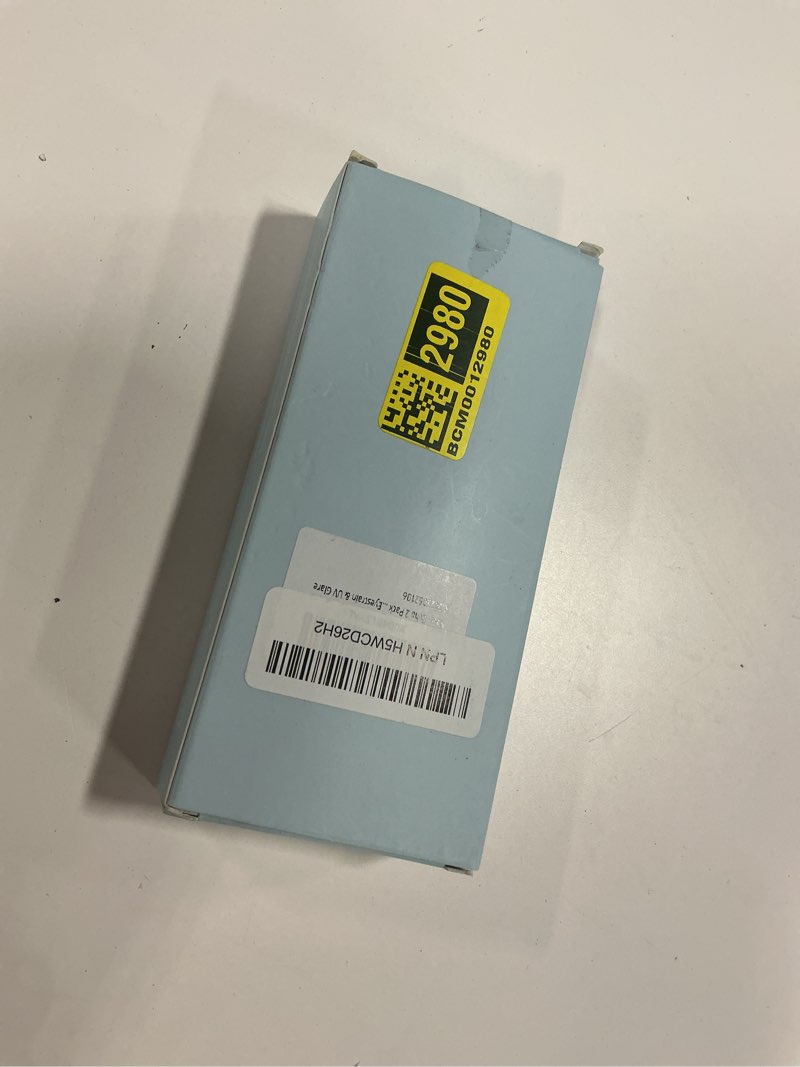 2980
BCM0012980
2 Pack...Eyestrain & UV Glare
LPN N H5WCD26H2